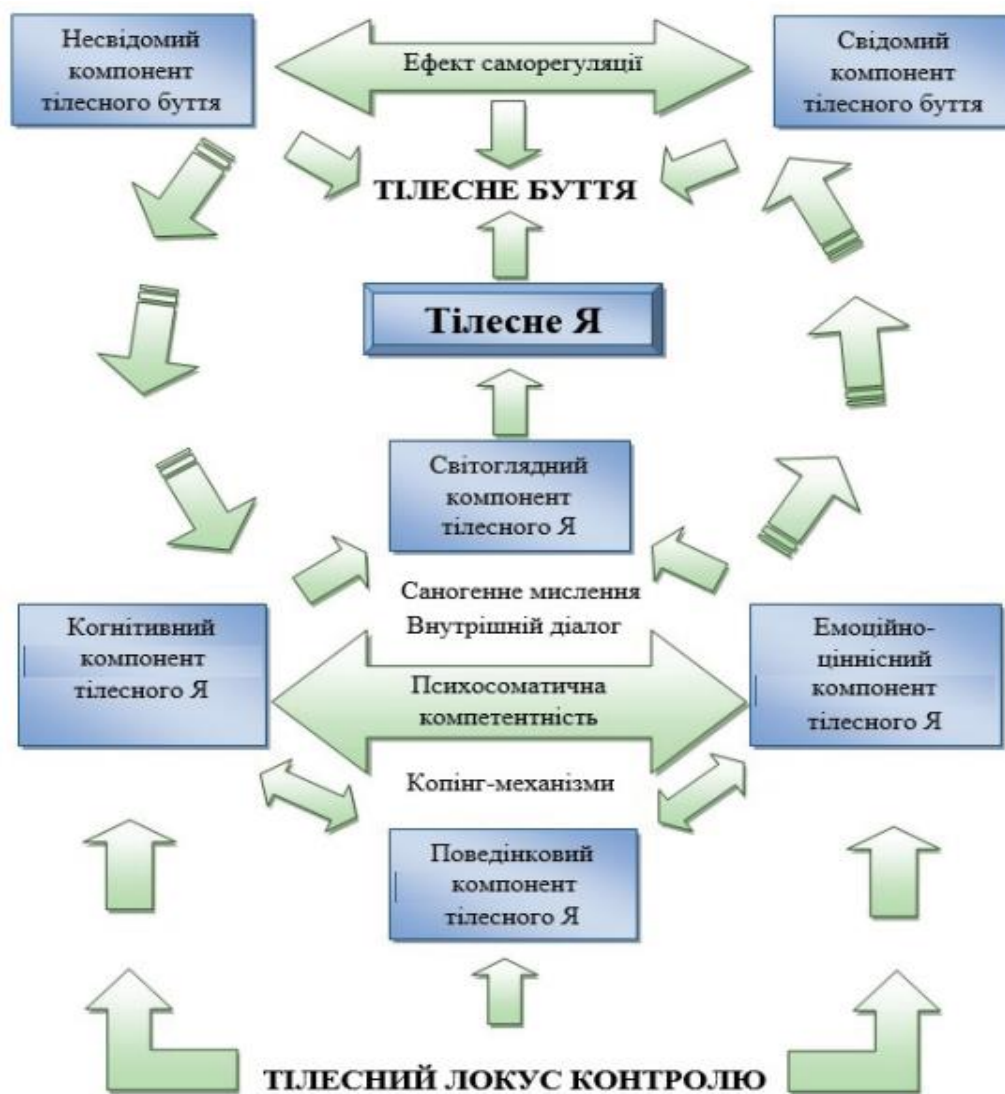 Несвідомий
компонент
тілесного буття
Ефект саморегуляції
Свідомий
компонент
тілесного буття
ТІЛЕСНЕ БУТТЯ
Тілесне Я
Світоглядний
компонент
тілесного Я
Саногенне мислення
Внутрішній діалог
Когнітивний
компонент
тілесного Я
Психосоматична
компетентність
Емоційно-
ціннісний
компонент
тілесного Я
Копінг-механізми
Поведінковий
компонент
тілесного Я
ТІЛЕСНИЙ ЛОКУС КОНТРОЛЮ